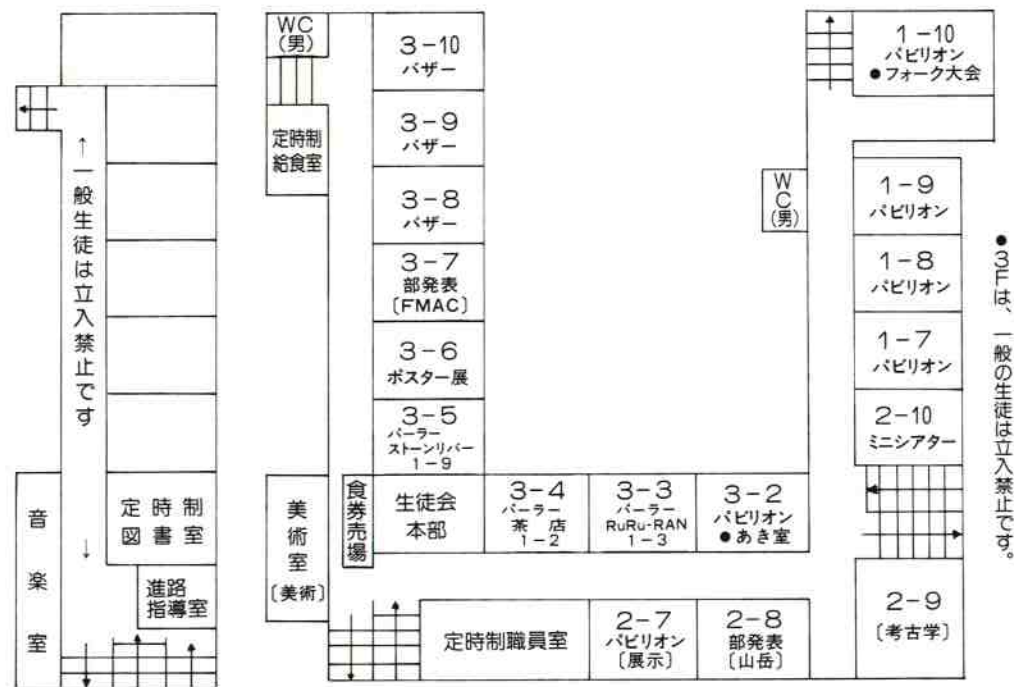 ↑一般生徒は立入禁止です↓
音楽室
定時制
図書室
進路
指導室
WC
(男)
定時制
給食室
美術室
〔美術〕
食券売場
3-10
バザー
3-9
バザー
3-8
バザー
3-7
部発表
〔FMAC〕
3-6
ポスター展
3-5
パーラー
ストーンリバー
1-9
生徒会
本部
3-4
パーラー
茶店
1-2
3-3
パーラー
RuRu-RAN
1-3
3-2
パビリオン
●あき室
定時制職員室
2-7
パビリオン
〔展示〕
2-8
部発表
〔山岳〕
WC
(男)
1-10
パビリオン
●フォーク大会
1-9
パビリオン
1-8
パビリオン
1-7
パビリオン
2-10
ミニシアター
2-9
〔考古学〕
●3Fは、一般の生徒は立入禁止です。